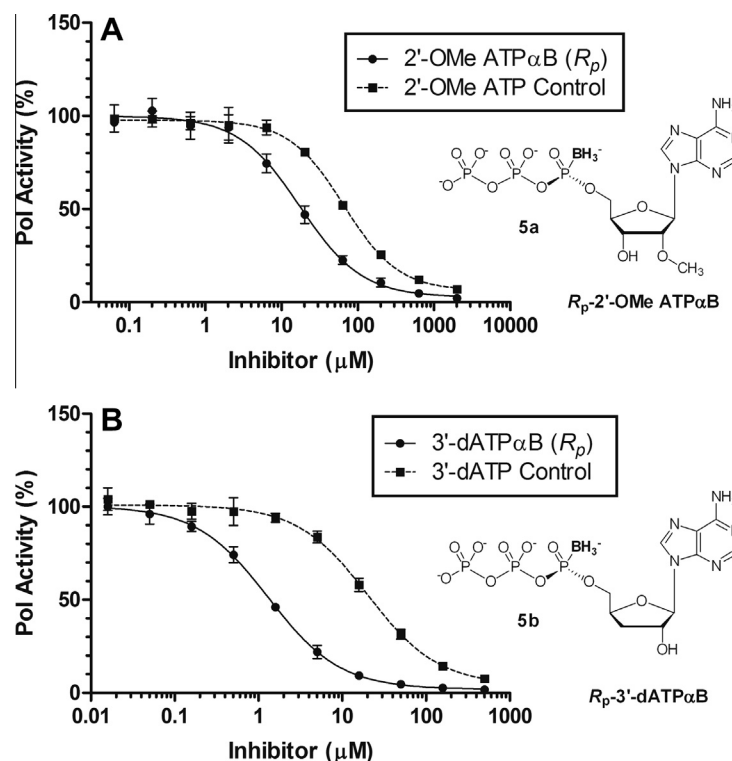 A
150
100
50
0
Pol Activity (%)
2'-OMe ATPαB (Rp)
2'-OMe ATP Control
0.1
1
10
100
1000
10000
Inhibitor (μM)
O O⁻ O O⁻ O BH₃⁻
⁻O P O P O P O
NH
N N
N N
O
OH O CH₃
5a
Rp-2'-OMe ATPαB
B
150
100
50
0
Pol Activity (%)
3'-dATPαB (Rp)
3'-dATP Control
0.01
0.1
1
10
100
1000
Inhibitor (μM)
O O⁻ O O⁻ O BH₃⁻
⁻O P O P O P O
NH
N N
N N
O
OH
5b
Rp-3'-dATPαB